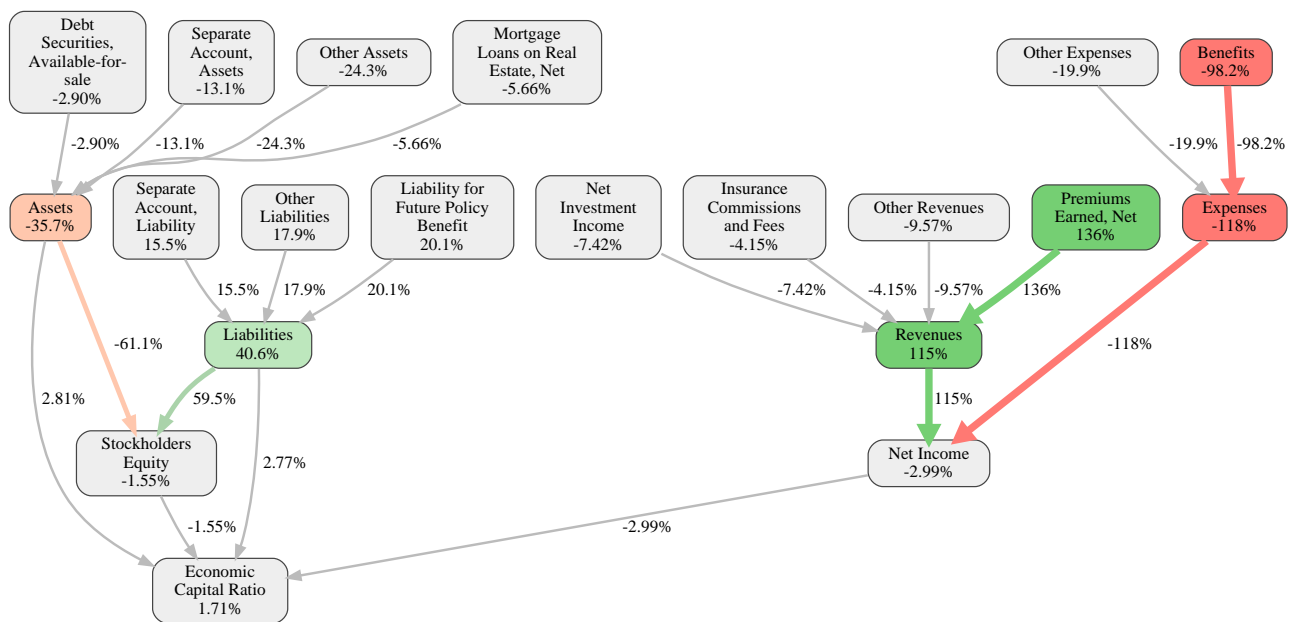 Debt
Securities,
Available-for-
sale
-2.90%
Separate
Account,
Assets
-13.1%
Other Assets
-24.3%
Mortgage
Loans on Real
Estate, Net
-5.66%
Other Expenses
-19.9%
Benefits
-98.2%
-2.90%
-13.1%
-24.3%
-5.66%
-19.9%
-98.2%
Assets
-35.7%
Separate
Account,
Liability
15.5%
Other
Liabilities
17.9%
Liability for
Future Policy
Benefit
20.1%
Net
Investment
Income
-7.42%
Insurance
Commissions
and Fees
-4.15%
Other Revenues
-9.57%
Premiums
Earned, Net
136%
Expenses
-118%
15.5%
17.9%
20.1%
-7.42%
-4.15%
-9.57%
136%
-61.1%
Liabilities
40.6%
Revenues
115%
-118%
2.81%
59.5%
115%
Stockholders
Equity
-1.55%
2.77%
Net Income
-2.99%
-1.55%
-2.99%
Economic
Capital Ratio
1.71%